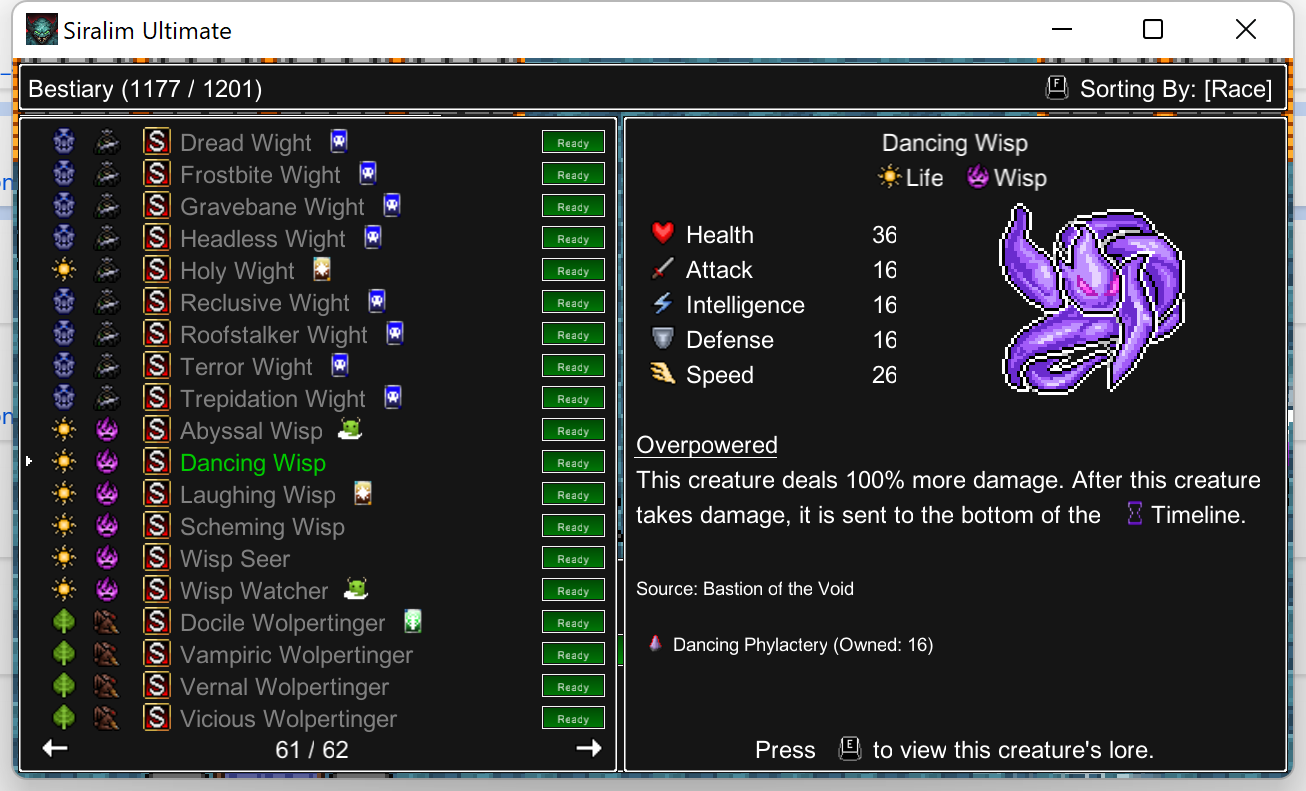 Siralim Ultimate
Bestiary (1177 / 1201)
F Sorting By: [Race]
S Dread Wight Ready
S Frostbite Wight Ready
S Gravebane Wight Ready
S Headless Wight Ready
S Holy Wight Ready
S Reclusive Wight Ready
S Roofstalker Wight Ready
S Terror Wight Ready
S Trepidation Wight Ready
S Abyssal Wisp Ready
S Dancing Wisp Ready
S Laughing Wisp Ready
S Scheming Wisp Ready
S Wisp Seer Ready
S Wisp Watcher Ready
S Docile Wolpertinger Ready
S Vampiric Wolpertinger Ready
S Vernal Wolpertinger Ready
S Vicious Wolpertinger Ready
61 / 62
Dancing Wisp
Life Wisp
Health 36
Attack 16
Intelligence 16
Defense 16
Speed 26
Overpowered
This creature deals 100% more damage. After this creature
takes damage, it is sent to the bottom of the Timeline.
Source: Bastion of the Void
Dancing Phylactery (Owned: 16)
Press E to view this creature's lore.